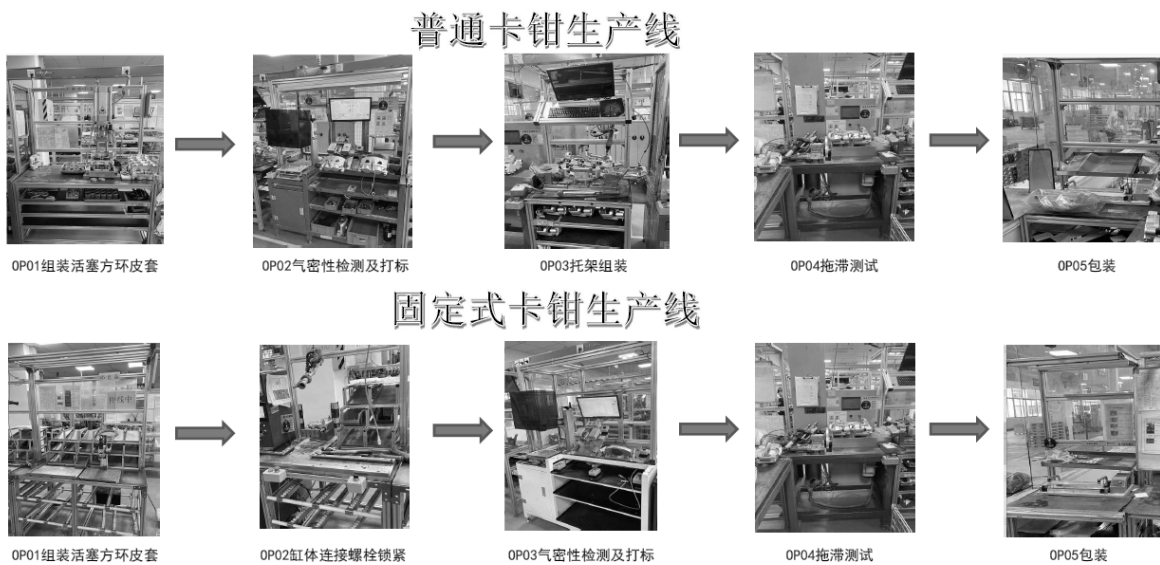 普通卡钳生产线
OP01组装活塞方环皮套
OP02气密性检测及打标
OP03托架组装
OP04拖滞测试
OP05包装
固定式卡钳生产线
OP01组装活塞方环皮套
OP02缸体连接螺栓锁紧
OP03气密性检测及打标
OP04拖滞测试
OP05包装